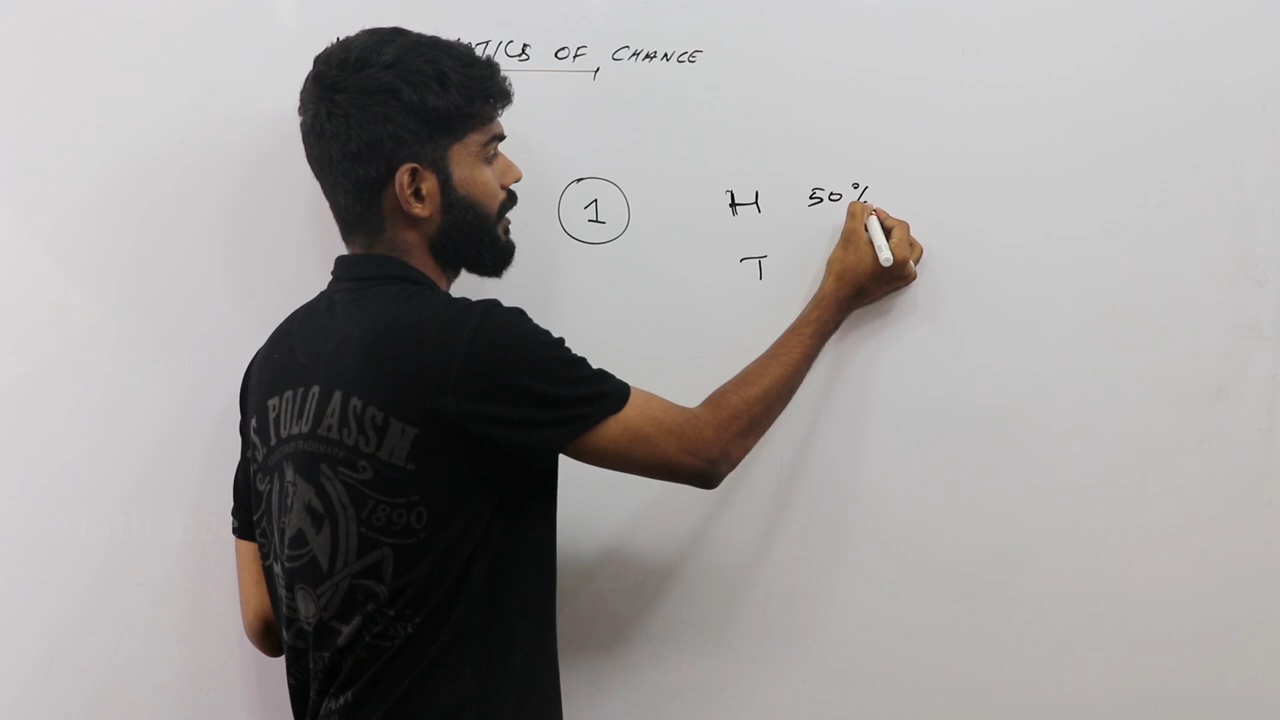 OF CHANCE
1 H 50%
T
S. POLO ASSN.
1890